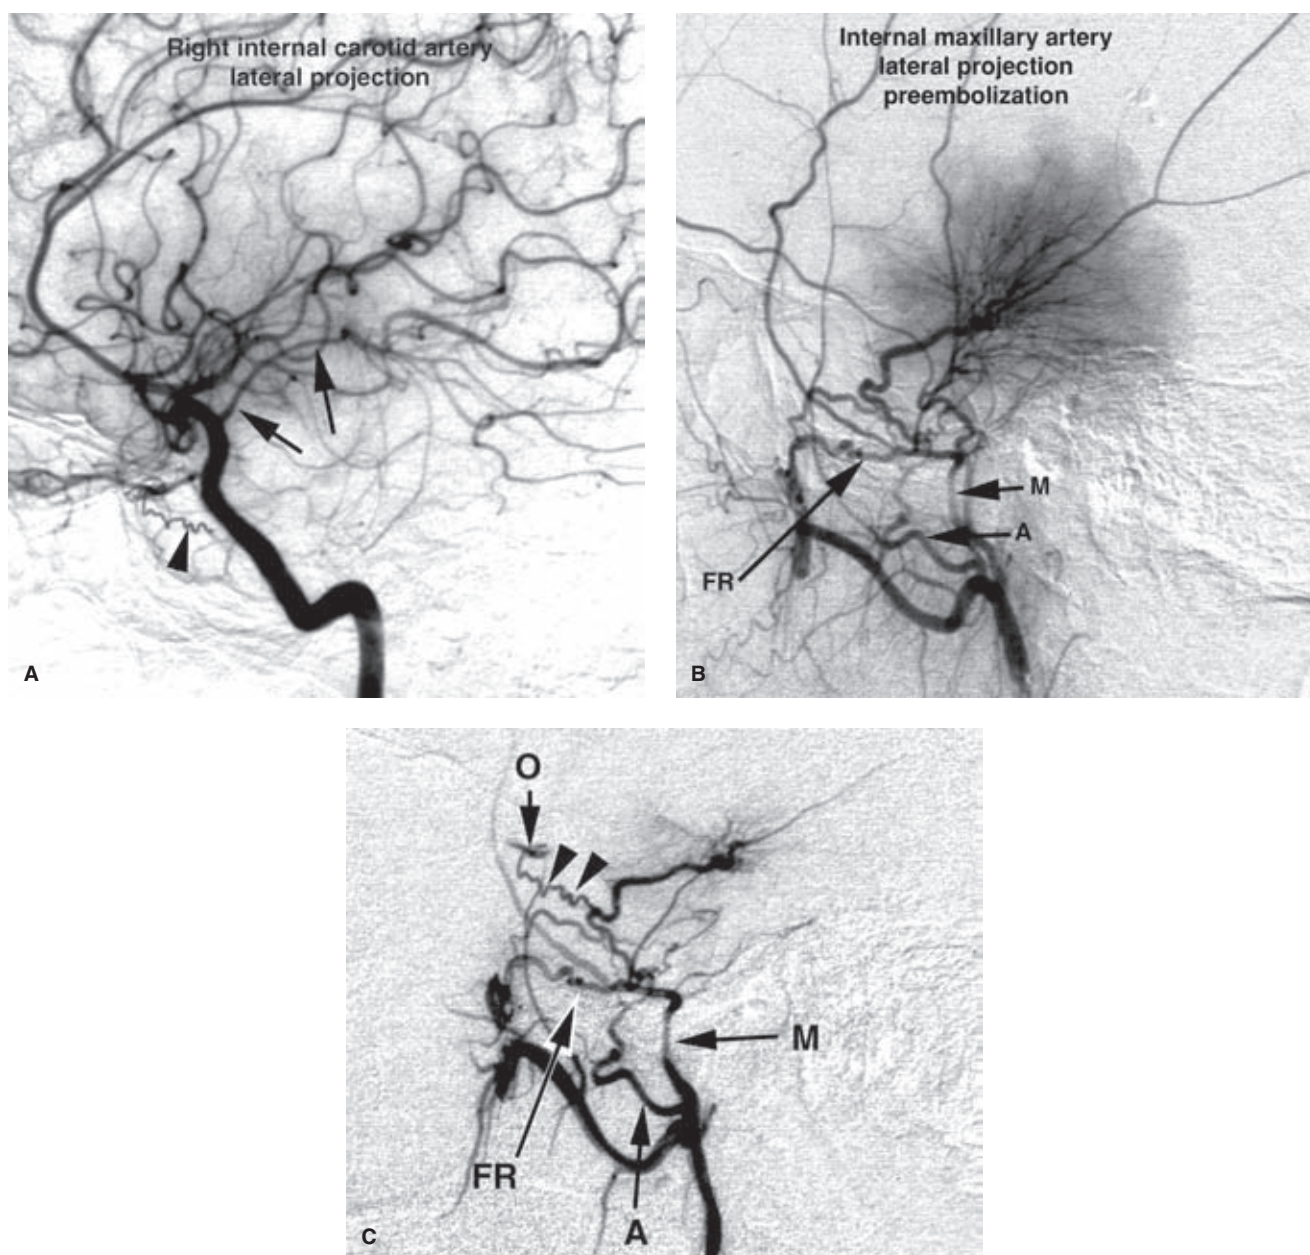 Right internal carotid artery
lateral projection
A
Internal maxillary artery
lateral projection
preembolization
M
A
FR
B
O
M
FR
A
C